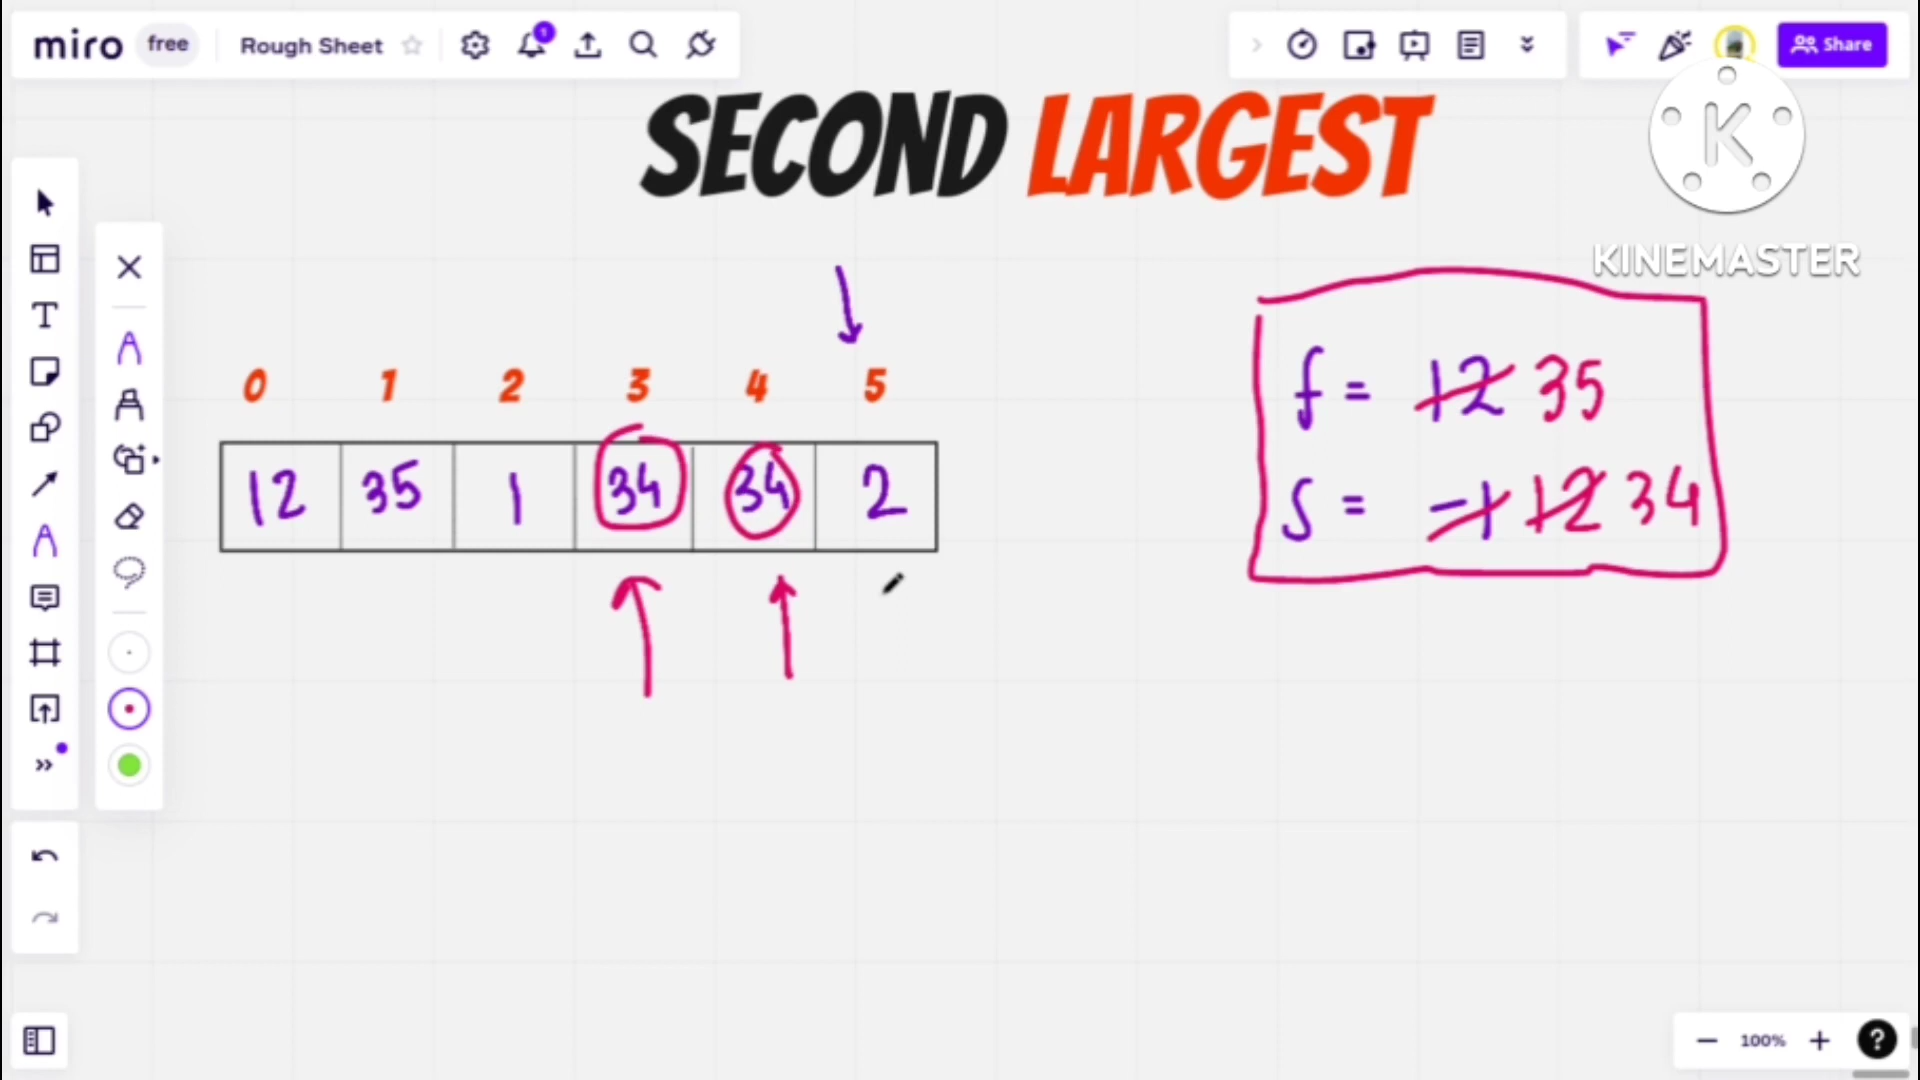 miro free Rough Sheet 1 Share
SECOND LARGEST
KINEMASTER
0 1 2 3 4 5
12 35 1 34 34 2
f = 12 35
s = -1 12 34
100%